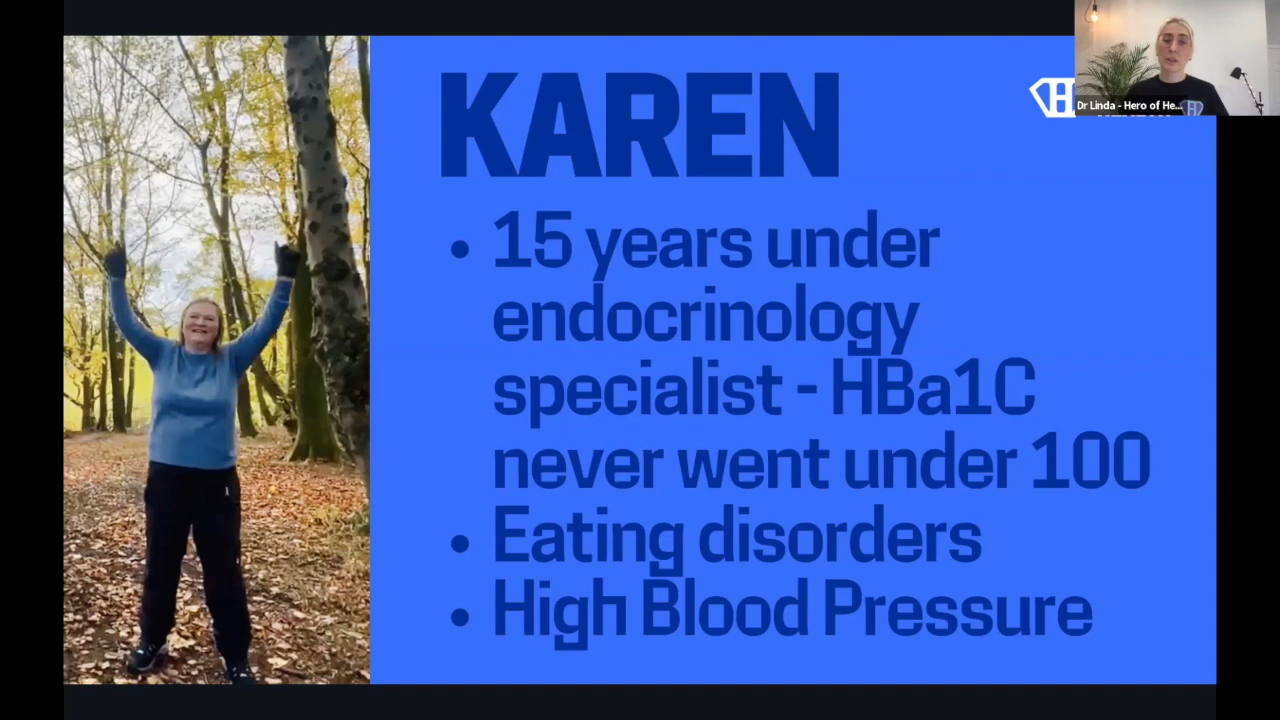 KAREN
Dr Linda - Hero of He...
• 15 years under
endocrinology
specialist - HBa1C
never went under 100
• Eating disorders
• High Blood Pressure